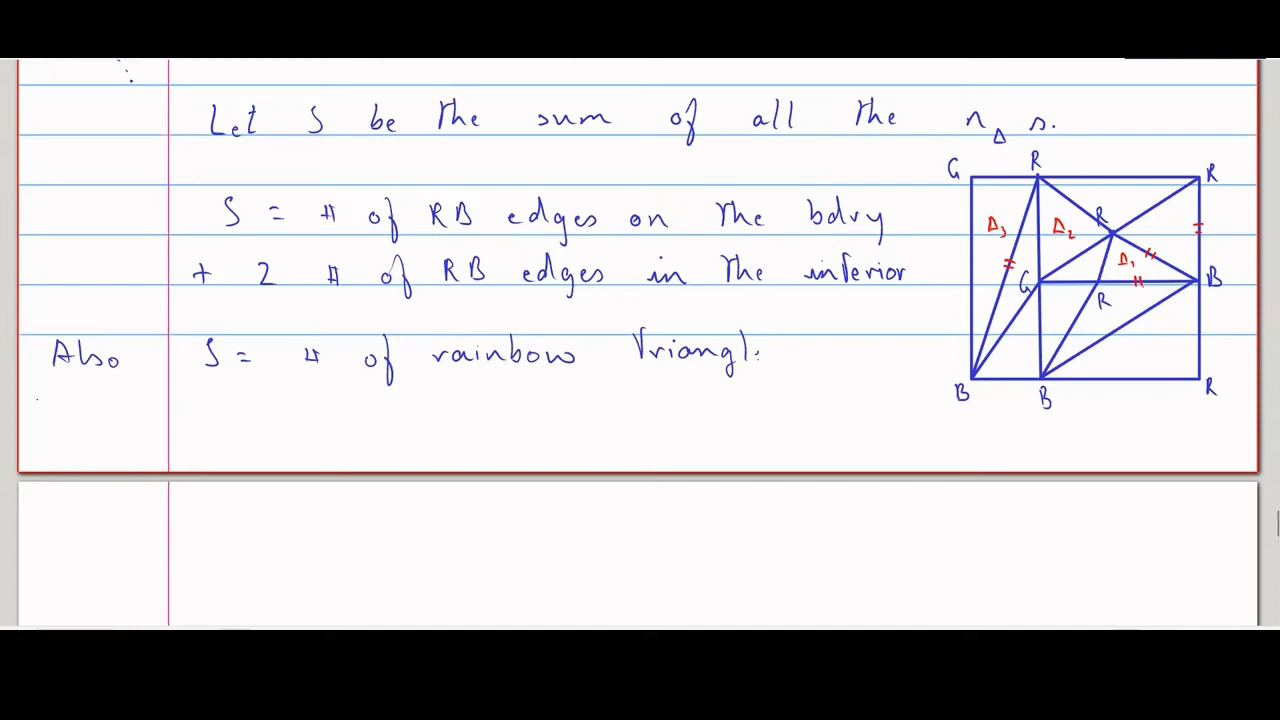 Let S be the sum of all the n_Δ s.
S = # of RB edges on the bdry
+ 2 # of RB edges in the interior
Also S = # of rainbow Triangl
G R R
Δ₃ Δ₂ R Δ₁
G R B
B B R